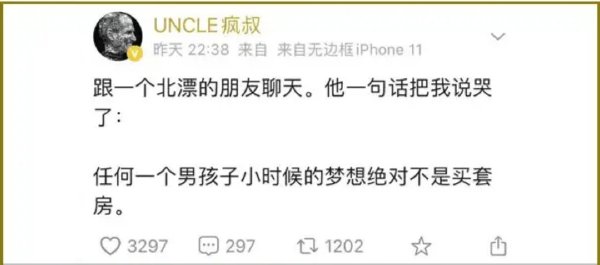 UNCLE疯叔
昨天 22:38 来自 来自无边框iPhone 11
跟一个北漂的朋友聊天。他一句话把我说哭
了：
任何一个男孩子小时候的梦想绝对不是买套
房。
3297 297 1202